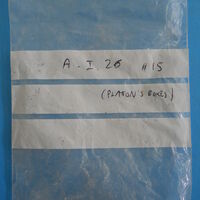 A - I. 26 #15
(PLATON'S BOXES)